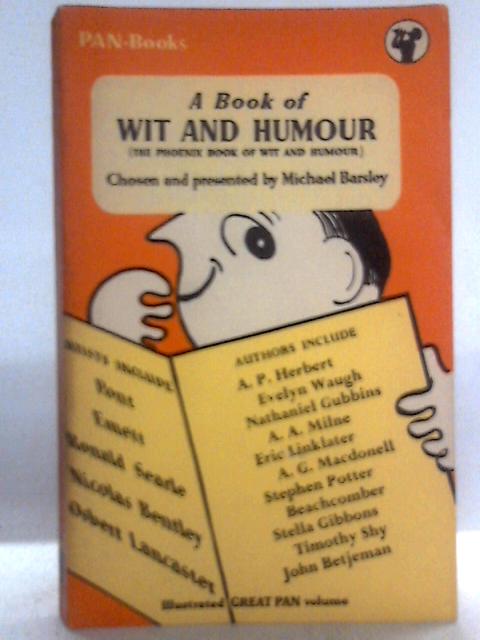 PAN-Books
A Book of
WIT AND HUMOUR
[THE PHOENIX BOOK OF WIT AND HUMOUR]
Chosen and presented by Michael Barsley
ARTISTS INCLUDE
Pont
Emett
Ronald Searle
Nicolas Bentley
Osbert Lancaster
AUTHORS INCLUDE
A. P. Herbert
Evelyn Waugh
Nathaniel Gubbins
A. A. Milne
Eric Linklater
A. G. Macdonell
Stephen Potter
Beachcomber
Stella Gibbons
Timothy Shy
John Betjeman
Illustrated GREAT PAN volume